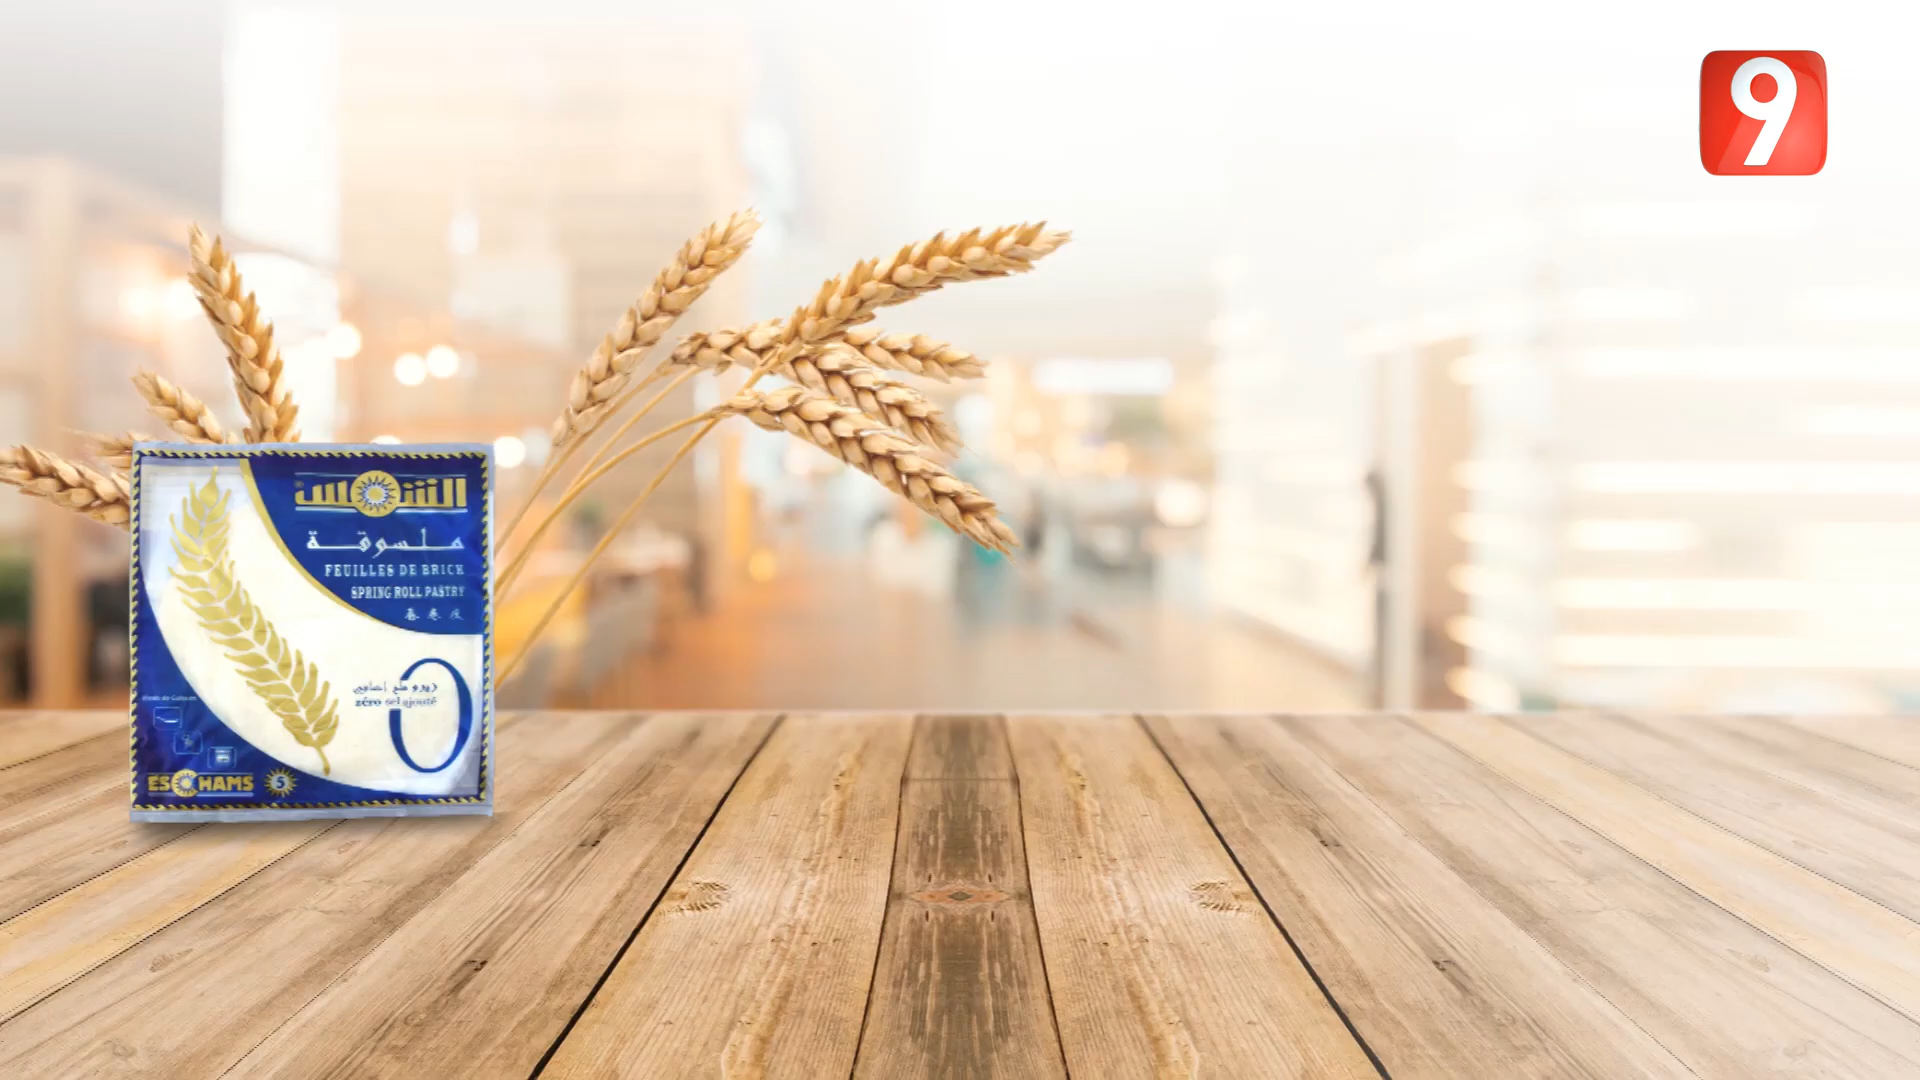 9
الشمس
ملسوقة
FEUILLES DE BRICK
SPRING ROLL PASTRY
春卷皮
زيرو ملح إضافي
zéro sel ajouté
0
ESCHAMS
5